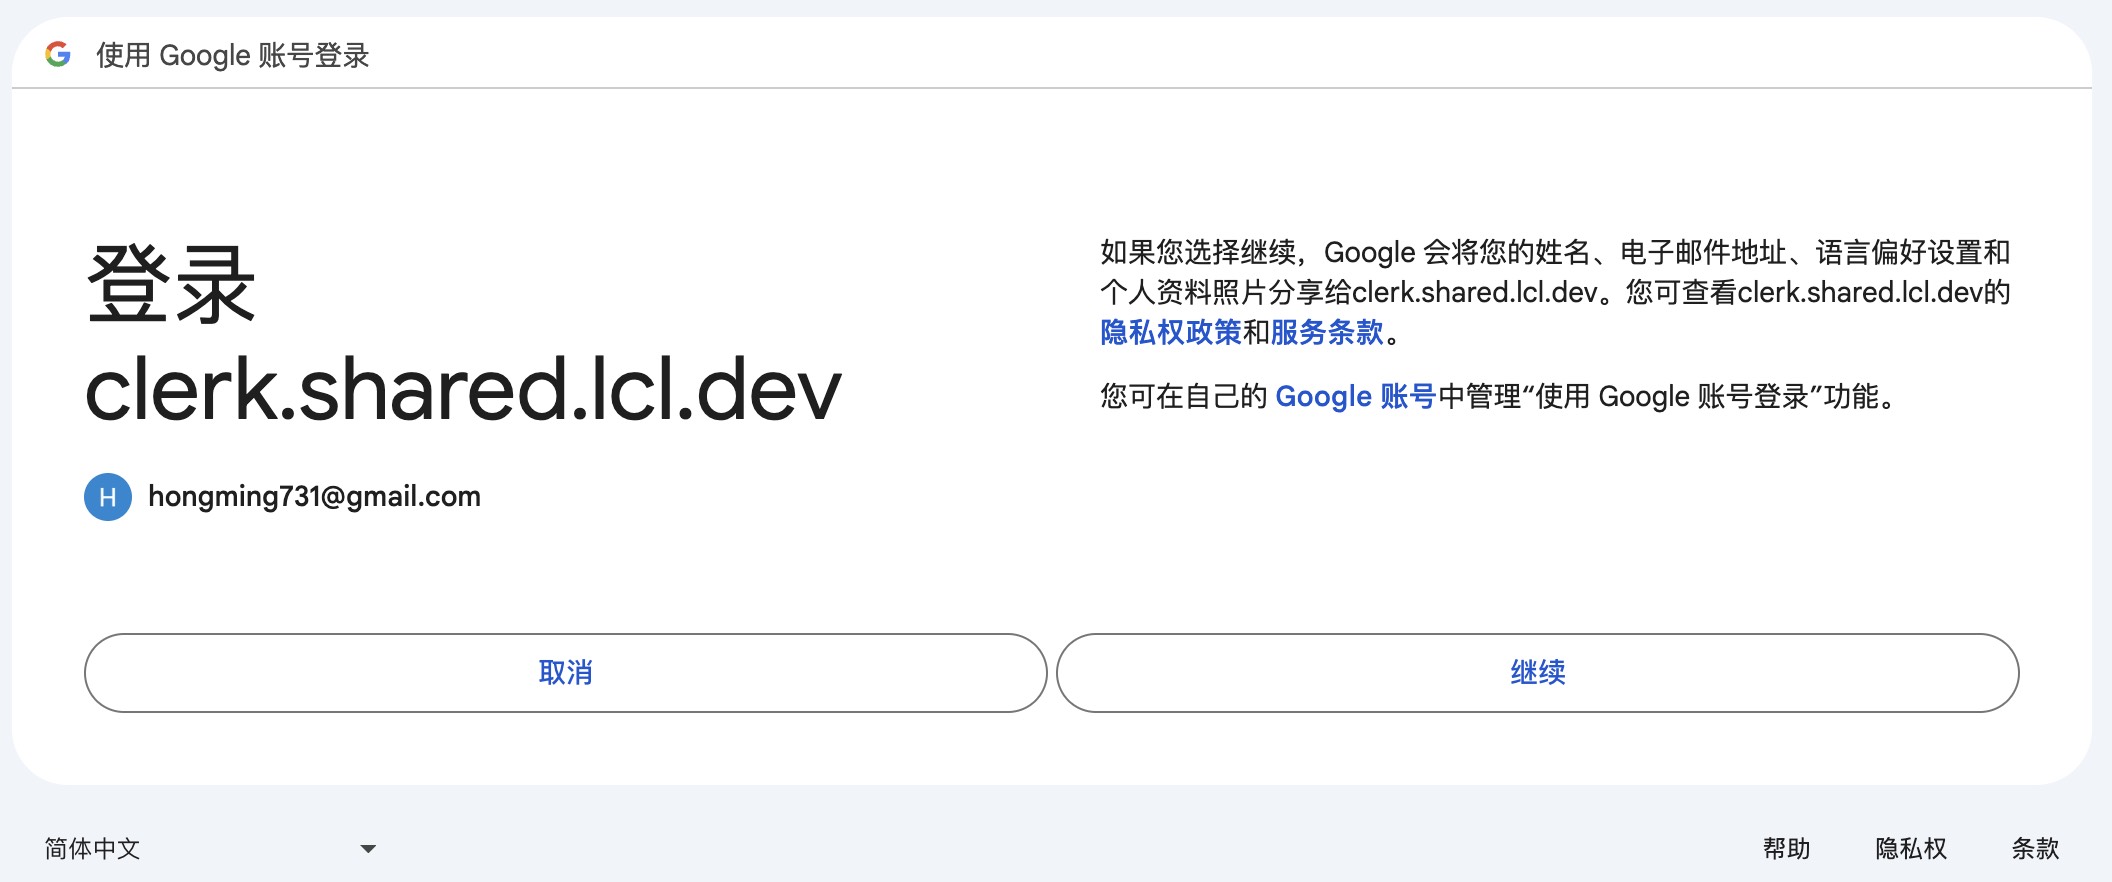 使用 Google 账号登录
登录
clerk.shared.lcl.dev
H hongming731@gmail.com
如果您选择继续，Google 会将您的姓名、电子邮件地址、语言偏好设置和
个人资料照片分享给clerk.shared.lcl.dev。您可查看clerk.shared.lcl.dev的
隐私权政策和服务条款。
您可在自己的 Google 账号中管理“使用 Google 账号登录”功能。
取消
继续
简体中文
帮助 隐私权 条款